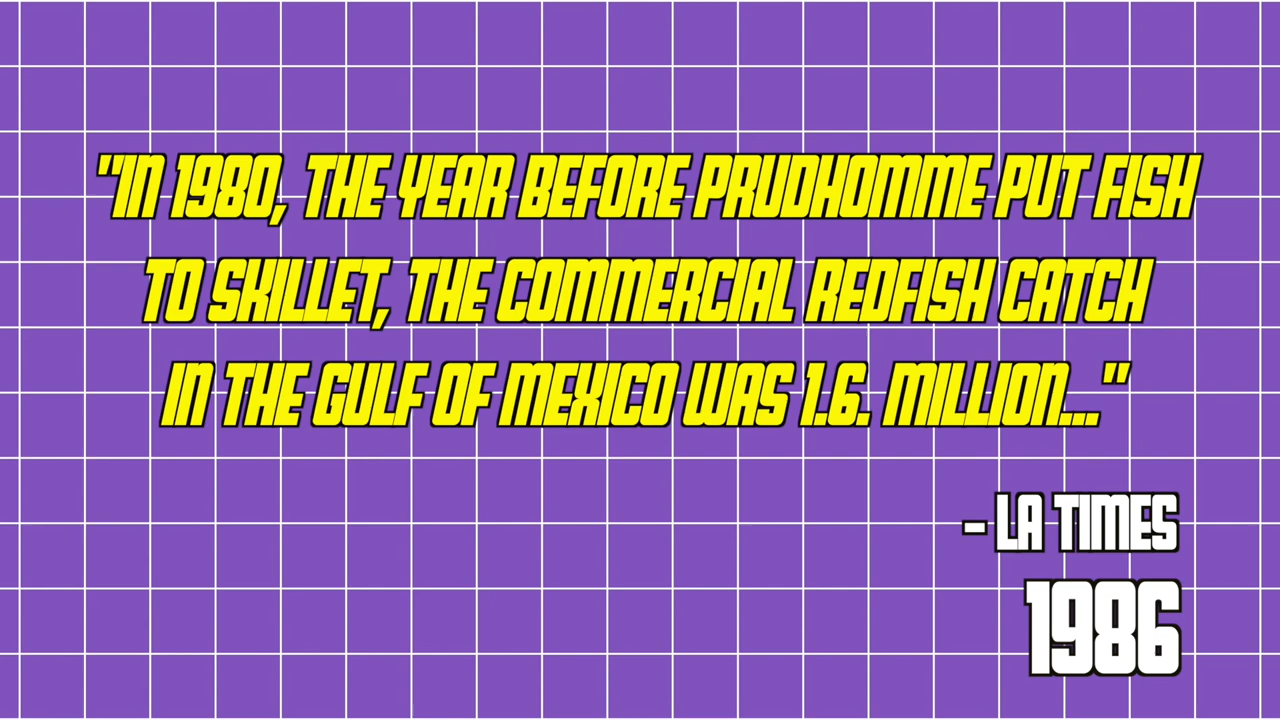 "IN 1980, THE YEAR BEFORE PRUDHOMME PUT FISH
TO SKILLET, THE COMMERCIAL REDFISH CATCH
IN THE GULF OF MEXICO WAS 1.6. MILLION..."
- LA TIMES
1986